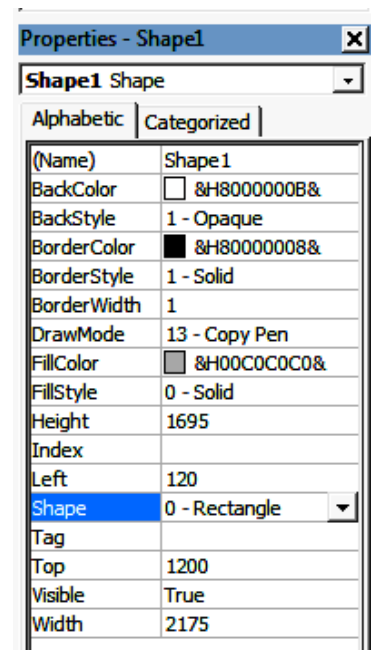 Properties - Shape1
Shape1 Shape
Alphabetic Categorized
(Name) Shape1
BackColor &H8000000B&
BackStyle 1 - Opaque
BorderColor &H80000008&
BorderStyle 1 - Solid
BorderWidth 1
DrawMode 13 - Copy Pen
FillColor &H00C0C0C0&
FillStyle 0 - Solid
Height 1695
Index
Left 120
Shape 0 - Rectangle
Tag
Top 1200
Visible True
Width 2175